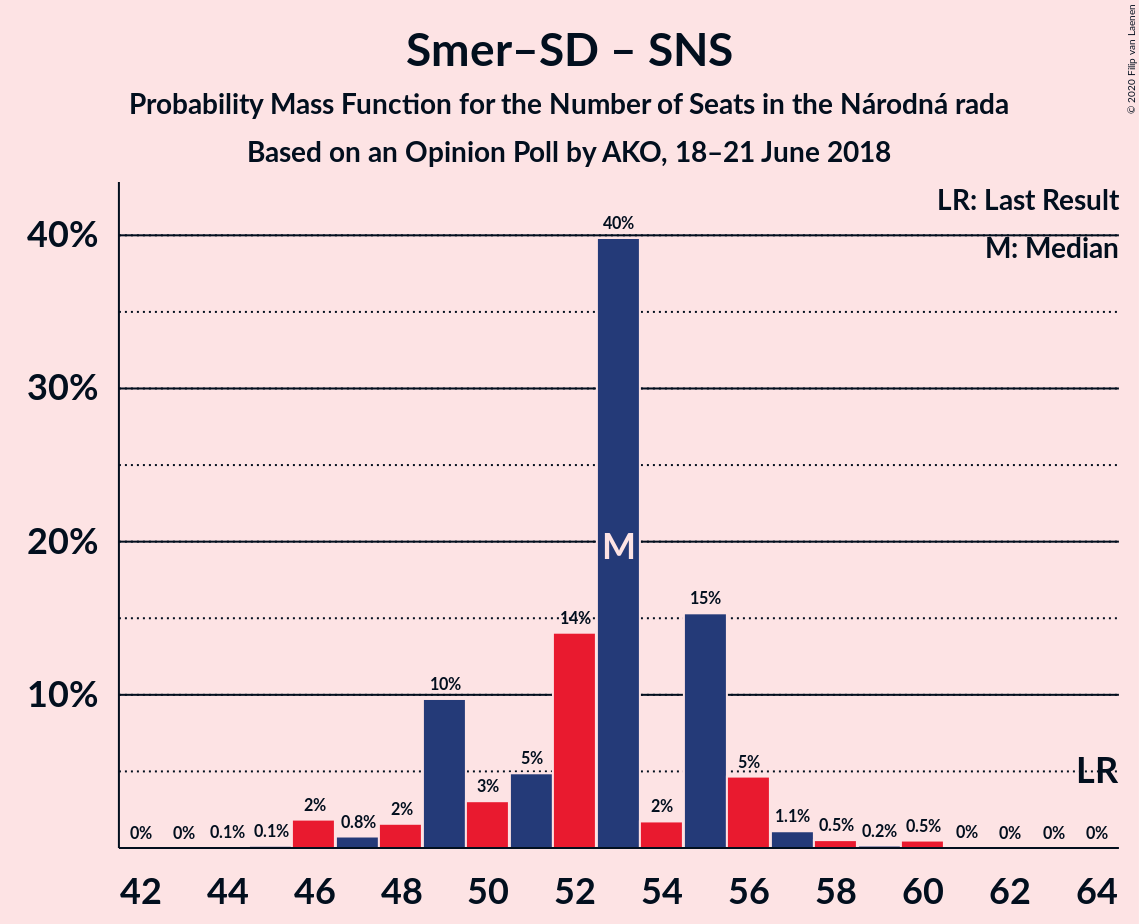 Smer–SD – SNS
Probability Mass Function for the Number of Seats in the Národná rada
Based on an Opinion Poll by AKO, 18–21 June 2018
© 2020 Filip van Laenen
LR: Last Result
M: Median
40%
30%
20%
10%
0% 0% 0.1% 0.1% 2% 0.8% 2% 10% 3% 5% 14% 40% 2% 15% 5% 1.1% 0.5% 0.2% 0.5% 0% 0% 0% 0%
M
LR
42 44 46 48 50 52 54 56 58 60 62 64